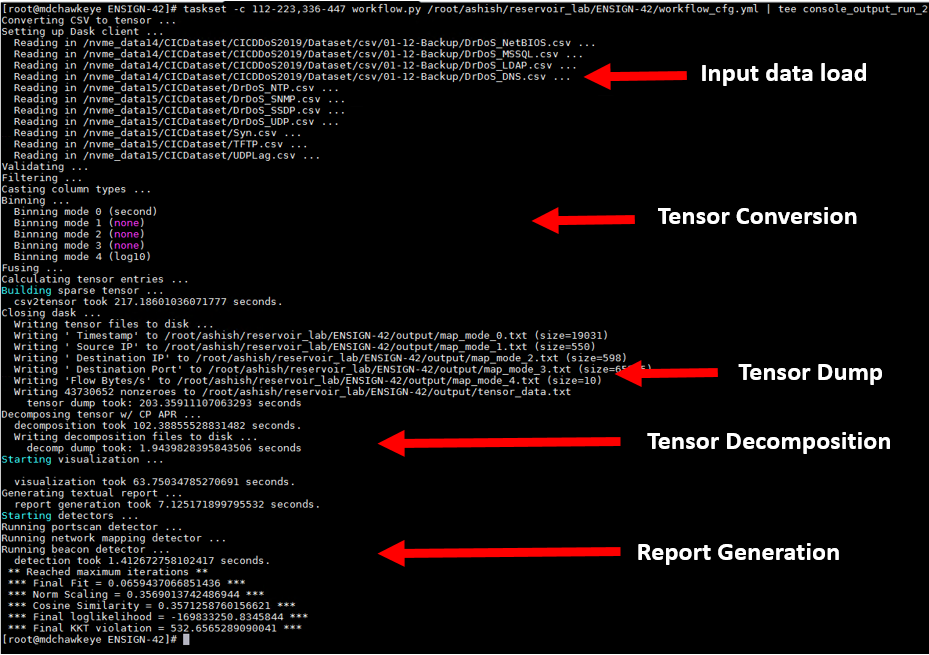 [root@mdchawkeye ENSIGN-42]# taskset -c 112-223,336-447 workflow.py /root/ashish/reservoir_lab/ENSIGN-42/workflow_cfg.yml | tee console_output_run_2
Converting CSV to tensor ...
Setting up Dask client ...
Reading in /nvme_data14/CICDataset/CICDDoS2019/Dataset/csv/01-12-Backup/DrDoS_NetBIOS.csv ...
Reading in /nvme_data14/CICDataset/CICDDoS2019/Dataset/csv/01-12-Backup/DrDoS_MSSQL.csv ...
Reading in /nvme_data14/CICDataset/CICDDoS2019/Dataset/csv/01-12-Backup/DrDoS_LDAP.csv ...
Reading in /nvme_data14/CICDataset/CICDDoS2019/Dataset/csv/01-12-Backup/DrDoS_DNS.csv ...
Input data load
Reading in /nvme_data15/CICDataset/DrDoS_NTP.csv ...
Reading in /nvme_data15/CICDataset/DrDoS_SNMP.csv ...
Reading in /nvme_data15/CICDataset/DrDoS_SSDP.csv ...
Reading in /nvme_data15/CICDataset/DrDoS_UDP.csv ...
Reading in /nvme_data15/CICDataset/Syn.csv ...
Reading in /nvme_data15/CICDataset/TFTP.csv ...
Reading in /nvme_data15/CICDataset/UDPLag.csv ...
Validating ...
Filtering ...
Casting column types ...
Binning ...
Binning mode 0 (second)
Binning mode 1 (none)
Tensor Conversion
Binning mode 2 (none)
Binning mode 3 (none)
Binning mode 4 (log10)
Fusing ...
Calculating tensor entries ...
Building sparse tensor ...
csv2tensor took 217.18601036071777 seconds.
Closing dask ...
Writing tensor files to disk ...
Writing ' Timestamp' to /root/ashish/reservoir_lab/ENSIGN-42/output/map_mode_0.txt (size=19031)
Writing ' Source IP' to /root/ashish/reservoir_lab/ENSIGN-42/output/map_mode_1.txt (size=550)
Writing ' Destination IP' to /root/ashish/reservoir_lab/ENSIGN-42/output/map_mode_2.txt (size=598)
Writing ' Destination Port' to /root/ashish/reservoir_lab/ENSIGN-42/output/map_mode_3.txt
Tensor Dump
Writing 'Flow Bytes/s' to /root/ashish/reservoir_lab/ENSIGN-42/output/map_mode_4.txt (size=10)
Writing 43730652 nonzeroes to /root/ashish/reservoir_lab/ENSIGN-42/output/tensor_data.txt
tensor dump took: 203.35911107063293 seconds
Decomposing tensor w/ CP APR ...
decomposition took 102.38855528831482 seconds.
Writing decomposition files to disk ...
Tensor Decomposition
decomp dump took: 1.9439828395843506 seconds
Starting visualization ...
visualization took 63.75034785270691 seconds.
Generating textual report ...
report generation took 7.125171899795532 seconds.
Starting detectors ...
Running portscan detector ...
Running network mapping detector ...
Running beacon detector ...
Report Generation
detection took 1.412672758102417 seconds.
** Reached maximum iterations **
*** Final Fit = 0.0659437066851436 ***
*** Norm Scaling = 0.3569013742486944 ***
*** Cosine Similarity = 0.3571258760156621 ***
*** Final loglikelihood = -169833250.8345844 ***
*** Final KKT violation = 532.6565289090041 ***
[root@mdchawkeye ENSIGN-42]#